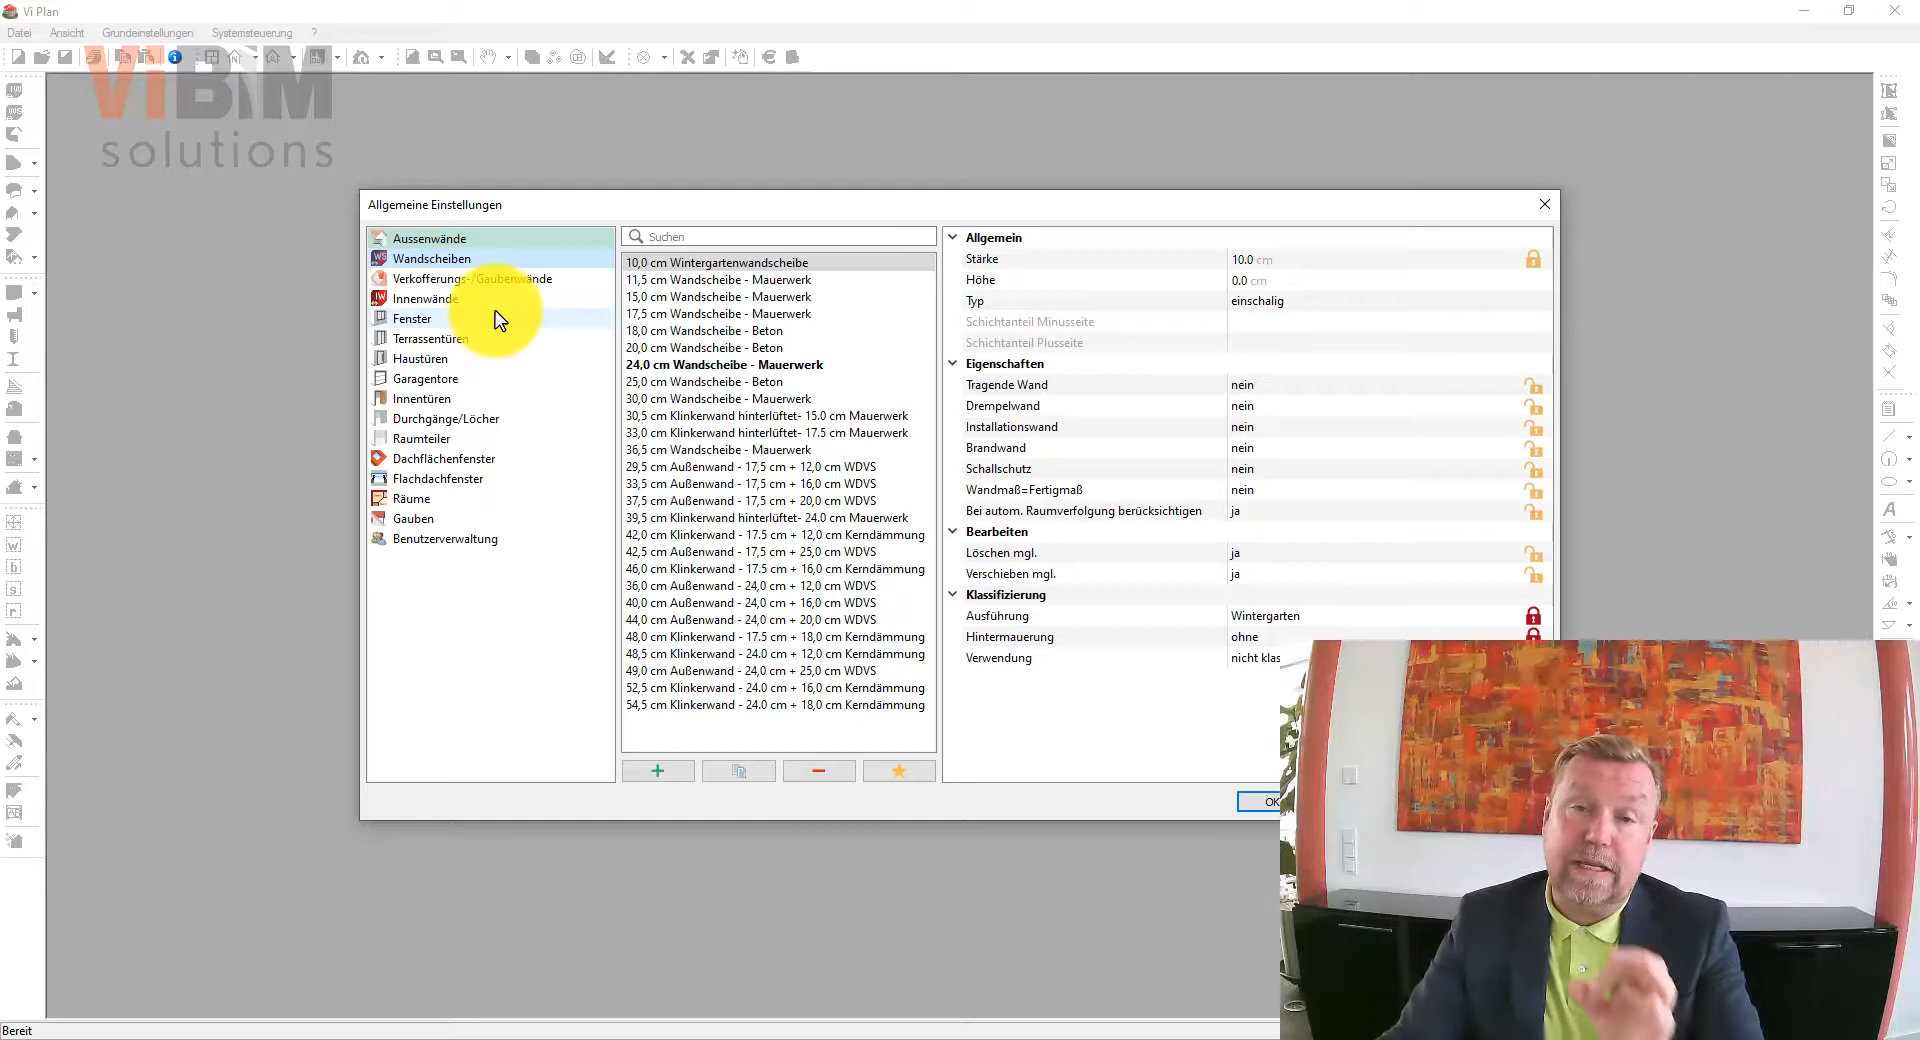 Vi Plan
Datei Ansicht Grundeinstellungen Systemsteuerung ?
ViBiM
solutions
Allgemeine Einstellungen
Aussenwände
Wandscheiben
Verkofferungs-/Gaubenwände
Innenwände
Fenster
Terrassentüren
Haustüren
Garagentore
Innentüren
Durchgänge/Löcher
Raumteiler
Dachflächenfenster
Flachdachfenster
Räume
Gauben
Benutzerverwaltung
Suchen
10,0 cm Wintergartenwandscheibe
11,5 cm Wandscheibe - Mauerwerk
15,0 cm Wandscheibe - Mauerwerk
17,5 cm Wandscheibe - Mauerwerk
18,0 cm Wandscheibe - Beton
20,0 cm Wandscheibe - Beton
24,0 cm Wandscheibe - Mauerwerk
25,0 cm Wandscheibe - Beton
30,0 cm Wandscheibe - Mauerwerk
30,5 cm Klinkerwand hinterlüftet- 15.0 cm Mauerwerk
33,0 cm Klinkerwand hinterlüftet- 17.5 cm Mauerwerk
36,5 cm Wandscheibe - Mauerwerk
29,5 cm Außenwand - 17,5 cm + 12,0 cm WDVS
33,5 cm Außenwand - 17,5 cm + 16,0 cm WDVS
37,5 cm Außenwand - 17,5 cm + 20,0 cm WDVS
39,5 cm Klinkerwand hinterlüftet- 24.0 cm Mauerwerk
42,0 cm Klinkerwand - 17.5 cm + 12,0 cm Kerndämmung
42,5 cm Außenwand - 17,5 cm + 25,0 cm WDVS
46,0 cm Klinkerwand - 17.5 cm + 16,0 cm Kerndämmung
36,0 cm Außenwand - 24,0 cm + 12,0 cm WDVS
40,0 cm Außenwand - 24,0 cm + 16,0 cm WDVS
44,0 cm Außenwand - 24,0 cm + 20,0 cm WDVS
48,0 cm Klinkerwand - 17.5 cm + 18,0 cm Kerndämmung
48,5 cm Klinkerwand - 24.0 cm + 12,0 cm Kerndämmung
49,0 cm Außenwand - 24,0 cm + 25,0 cm WDVS
52,5 cm Klinkerwand - 24.0 cm + 16,0 cm Kerndämmung
54,5 cm Klinkerwand - 24.0 cm + 18,0 cm Kerndämmung
Allgemein
Stärke 10.0 cm
Höhe 0.0 cm
Typ einschalig
Schichtanteil Minusseite
Schichtanteil Plusseite
Eigenschaften
Tragende Wand nein
Drempelwand nein
Installationswand nein
Brandwand nein
Schallschutz nein
Wandmaß=Fertigmaß nein
Bei autom. Raumverfolgung berücksichtigen ja
Bearbeiten
Löschen mgl. ja
Verschieben mgl. ja
Klassifizierung
Ausführung Wintergarten
Hintermauerung ohne
Verwendung nicht klas
OK
Bereit